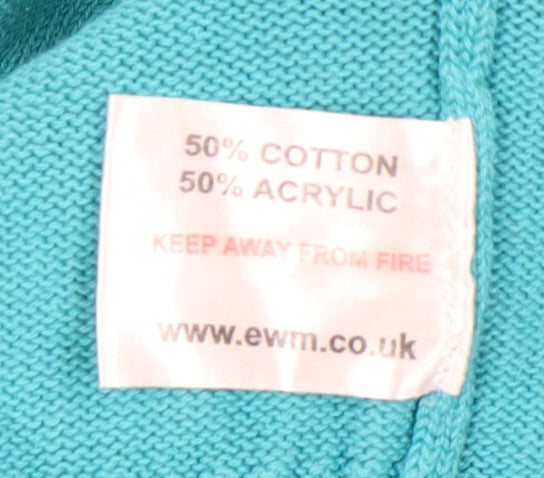 50% COTTON
50% ACRYLIC
KEEP AWAY FROM FIRE
www.ewm.co.uk